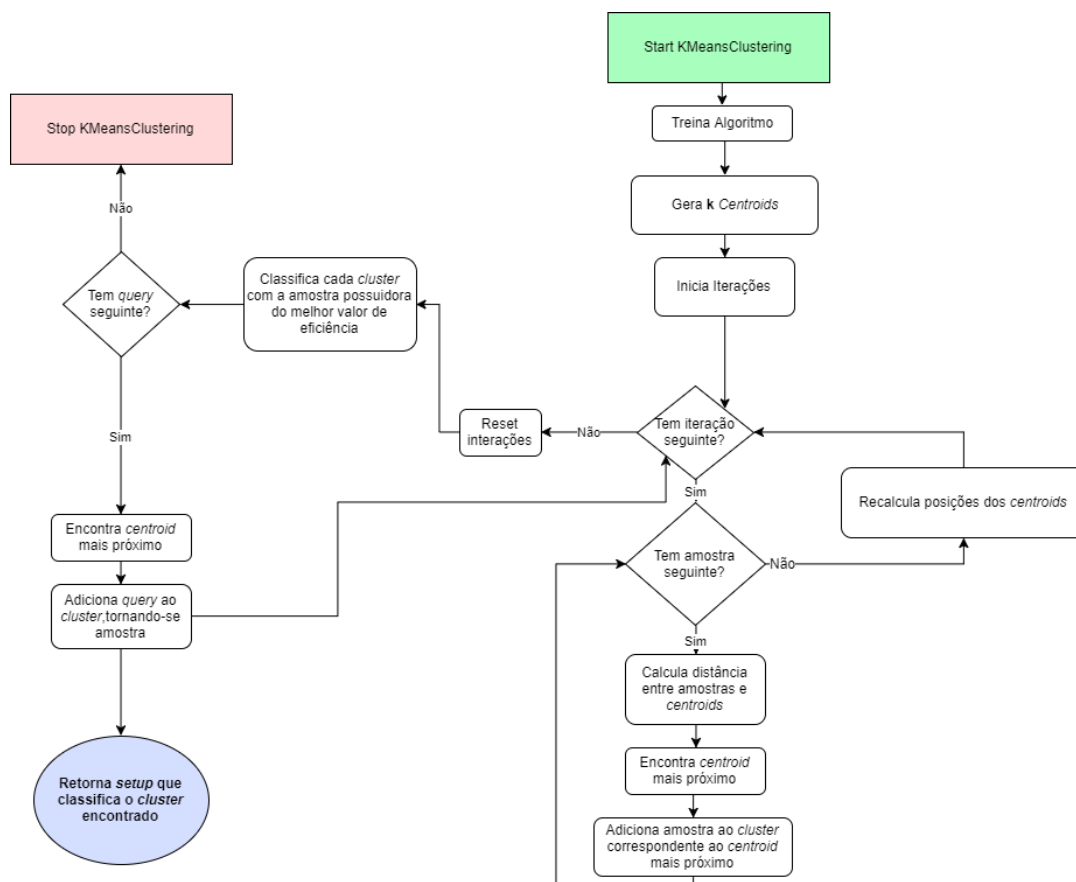 Start KMeansClustering
Treina Algoritmo
Gera k Centroids
Inicia Iterações
Stop KMeansClustering
Não
Tem query
seguinte?
Classifica cada cluster
com a amostra possuidora
do melhor valor de
eficiência
Reset
interações
Não
Tem iteração
seguinte?
Sim
Recalcula posições dos centroids
Tem amostra
seguinte?
Não
Sim
Calcula distância
entre amostras e
centroids
Encontra centroid
mais próximo
Adiciona amostra ao cluster
correspondente ao centroid
mais próximo
Sim
Encontra centroid
mais próximo
Adiciona query ao
cluster,tornando-se
amostra
Retorna setup que
classifica o cluster
encontrado